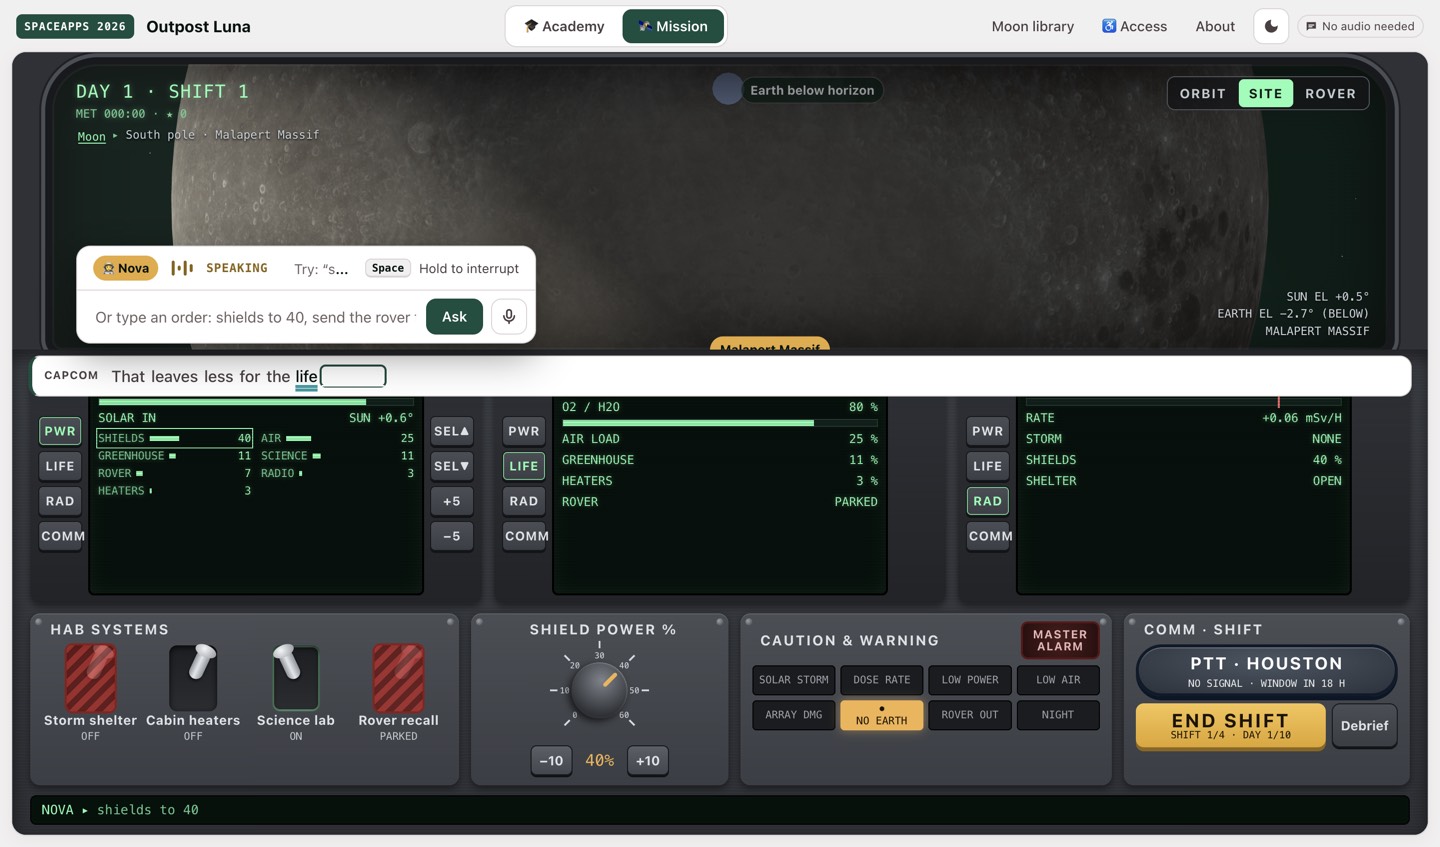 SPACEAPPS 2026
Outpost Luna
Academy
Mission
Moon library
Access
About
No audio needed
DAY 1 · SHIFT 1
MET 000:00 · ★ 0
Moon ▸ South pole · Malapert Massif
Earth below horizon
ORBIT SITE ROVER
Nova
SPEAKING
Try: “s...
Space
Hold to interrupt
Or type an order: shields to 40, send the rover
Ask
SUN EL +0.5°
EARTH EL −2.7° (BELOW)
MALAPERT MASSIF
Malapert Massif
CAPCOM That leaves less for the life
PWR
LIFE
RAD
COMM
SOLAR IN SUN +0.6°
SHIELDS 40 AIR 25
GREENHOUSE 11 SCIENCE 11
ROVER 7 RADIO 3
HEATERS 3
SEL▲
SEL▼
+5
−5
PWR
LIFE
RAD
COMM
O2 / H2O 80 %
AIR LOAD 25 %
GREENHOUSE 11 %
HEATERS 3 %
ROVER PARKED
PWR
LIFE
RAD
COMM
RATE +0.06 mSv/H
STORM NONE
SHIELDS 40 %
SHELTER OPEN
HAB SYSTEMS
Storm shelter
OFF
Cabin heaters
OFF
Science lab
ON
Rover recall
PARKED
SHIELD POWER %
0 10 20 30 40 50 60
−10 40% +10
CAUTION & WARNING
MASTER
ALARM
SOLAR STORM DOSE RATE LOW POWER LOW AIR
ARRAY DMG NO EARTH ROVER OUT NIGHT
COMM · SHIFT
PTT · HOUSTON
NO SIGNAL · WINDOW IN 18 H
END SHIFT
SHIFT 1/4 · DAY 1/10
Debrief
NOVA ▸ shields to 40